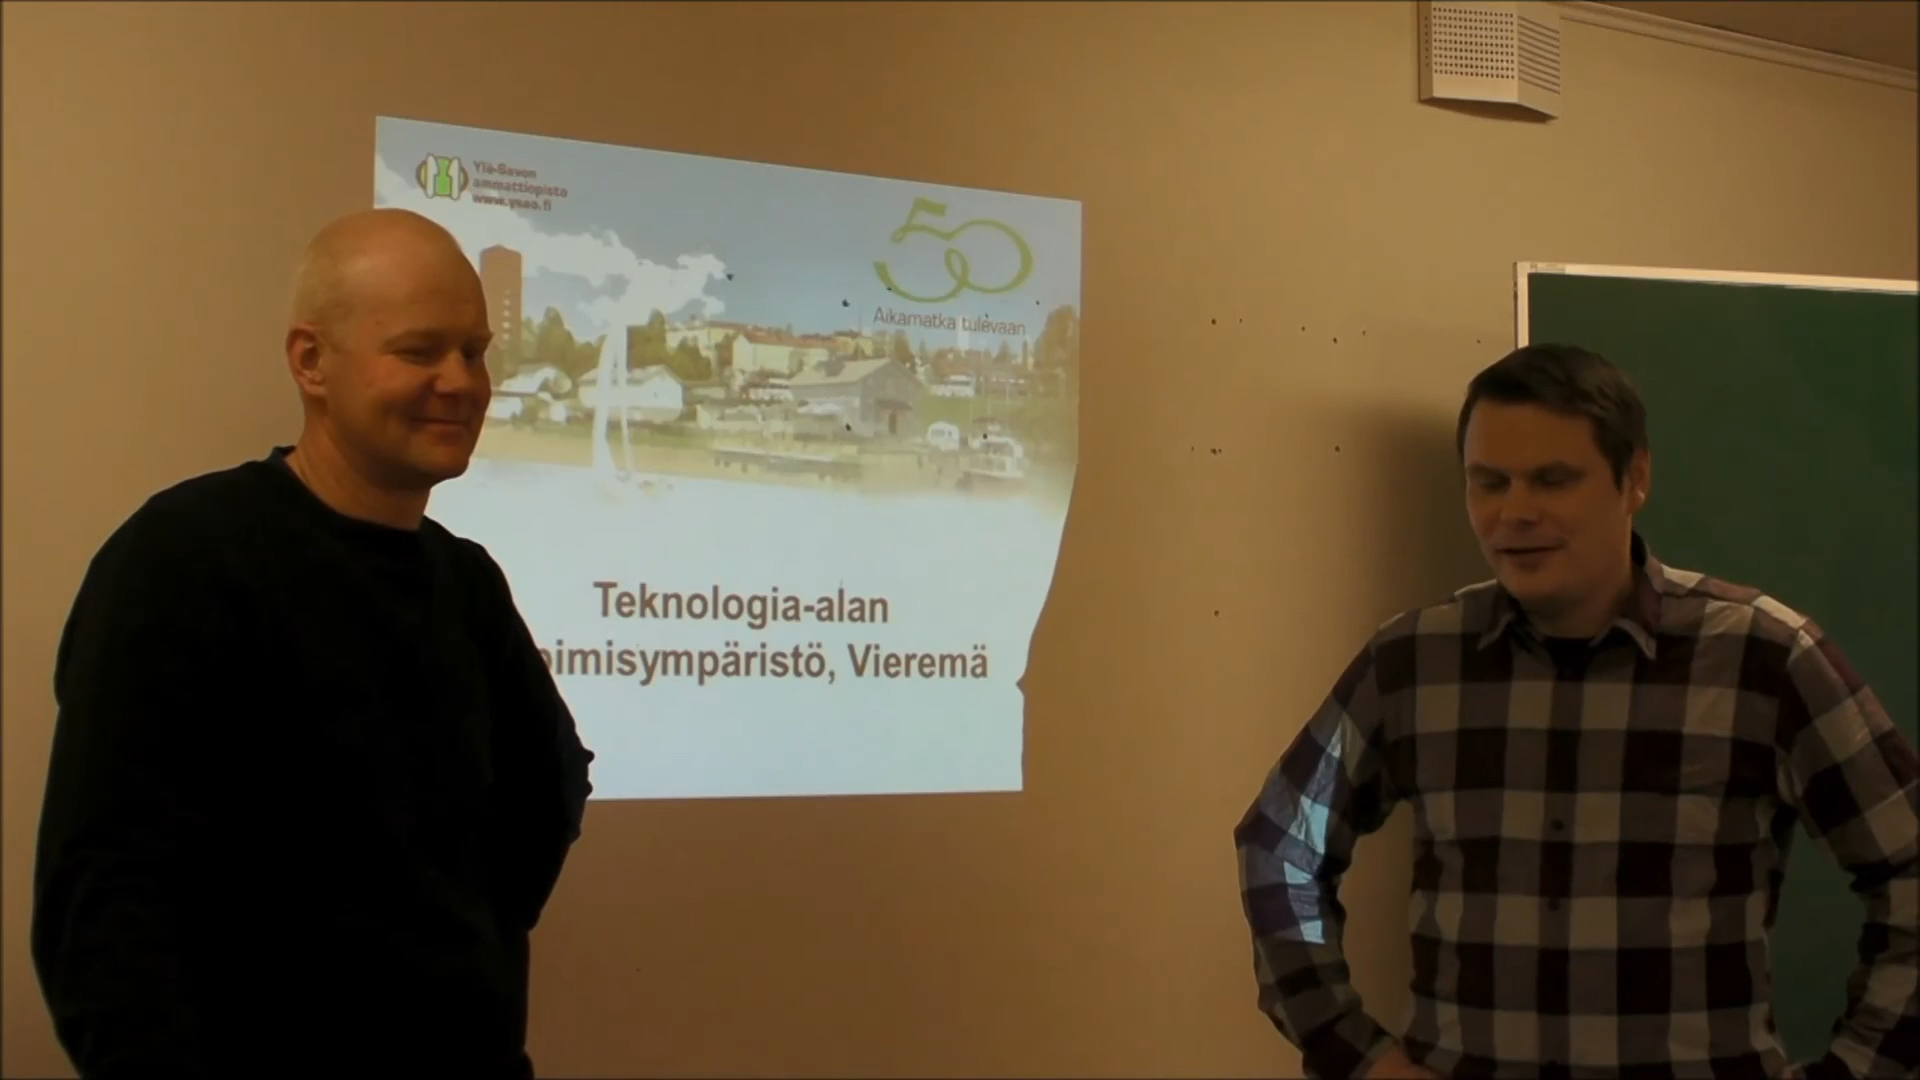 Ylä-Savon
ammattiopisto
www.ysao.fi
50
Aikamatka tulevaan
Teknologia-alan
oimisympäristö, Vieremä